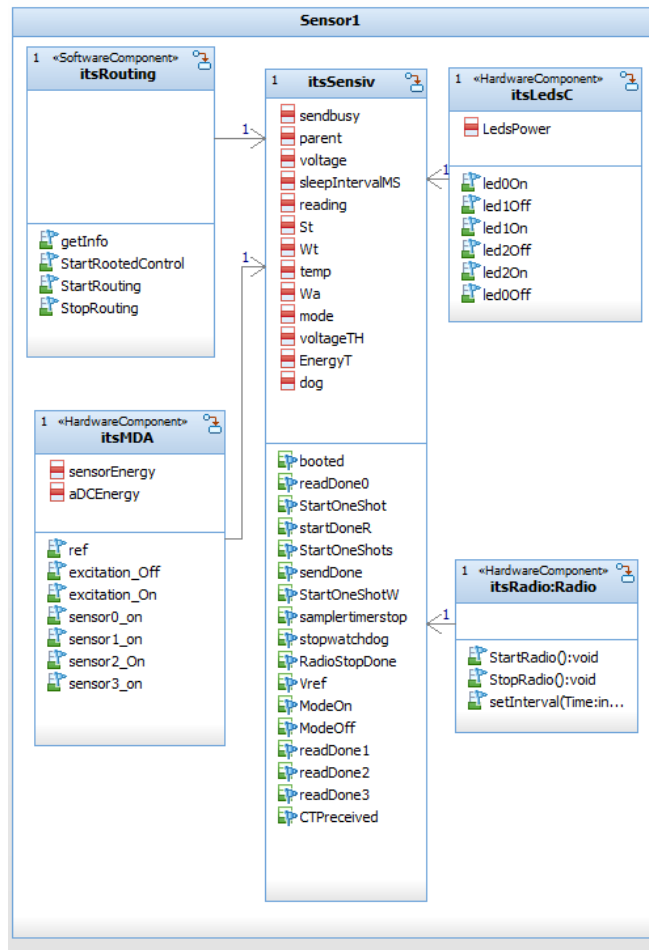 Sensor1
1 «SoftwareComponent»
itsRouting
getInfo
StartRootedControl
StartRouting
StopRouting
1
1 «HardwareComponent»
itsMDA
sensorEnergy
aDCEnergy
ref
excitation_Off
excitation_On
sensor0_on
sensor1_on
sensor2_On
sensor3_on
1
1 itsSensiv
sendbusy
parent
voltage
sleepIntervalMS
reading
St
Wt
temp
Wa
mode
voltageTH
EnergyT
dog
booted
readDone0
StartOneShot
startDoneR
StartOneShots
sendDone
StartOneShotW
samplertimerstop
stopwatchdog
RadioStopDone
Vref
ModeOn
ModeOff
readDone1
readDone2
readDone3
CTPreceived
1 «HardwareComponent»
itsLedsC
LedsPower
led0On
led1Off
led1On
led2Off
led2On
led0Off
1
1 «HardwareComponent»
itsRadio:Radio
StartRadio():void
StopRadio():void
setInterval(Time:in...
1